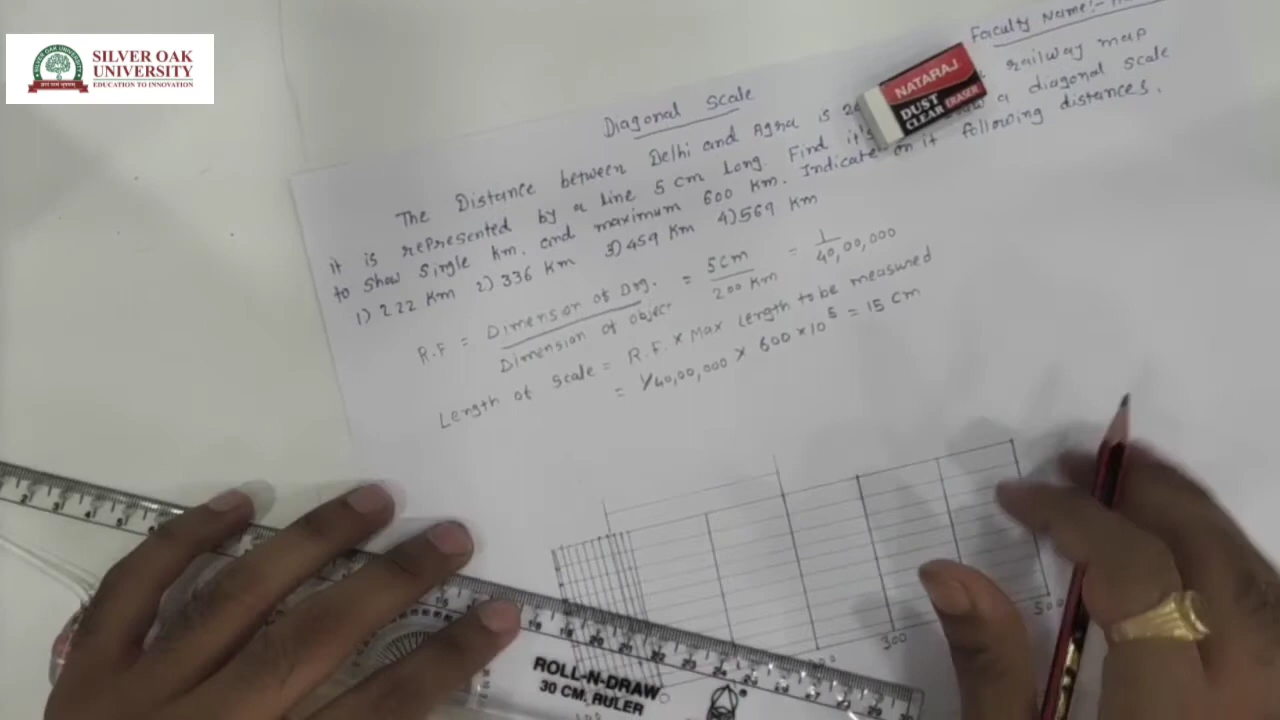 SILVER OAK
UNIVERSITY
EDUCATION TO INNOVATION
Faculty Name:-
Diagonal Scale
The Distance between Delhi and Agra is railway map
it is represented by a line 5 cm long. Find it's a diagonal scale
to show single km. and maximum 600 km. Indicate on it following distances.
1) 222 km 2) 336 km 3) 459 km 4) 569 km
R.F = Dimension of Drg. / Dimension of object = 5cm / 200 km = 1 / 40,00,000
Length of scale = R.F. × Max length to be measured
= 1/40,00,000 × 600 × 10^5 = 15 cm
NATARAJ
DUST
CLEAR ERASER
300
500
ROLL-N-DRAW
30 CM. RULER